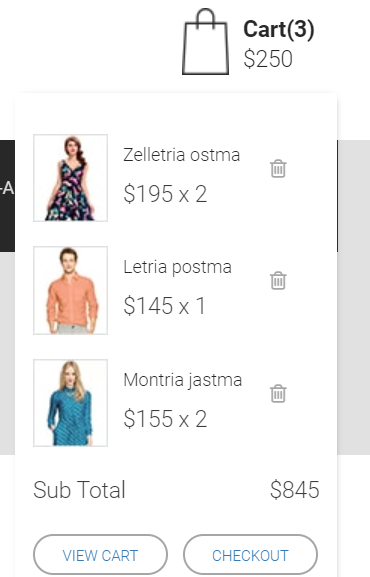 Cart(3)
$250
-A
Zelletria ostma
$195 x 2
Letria postma
$145 x 1
Montria jastma
$155 x 2
Sub Total $845
VIEW CART CHECKOUT